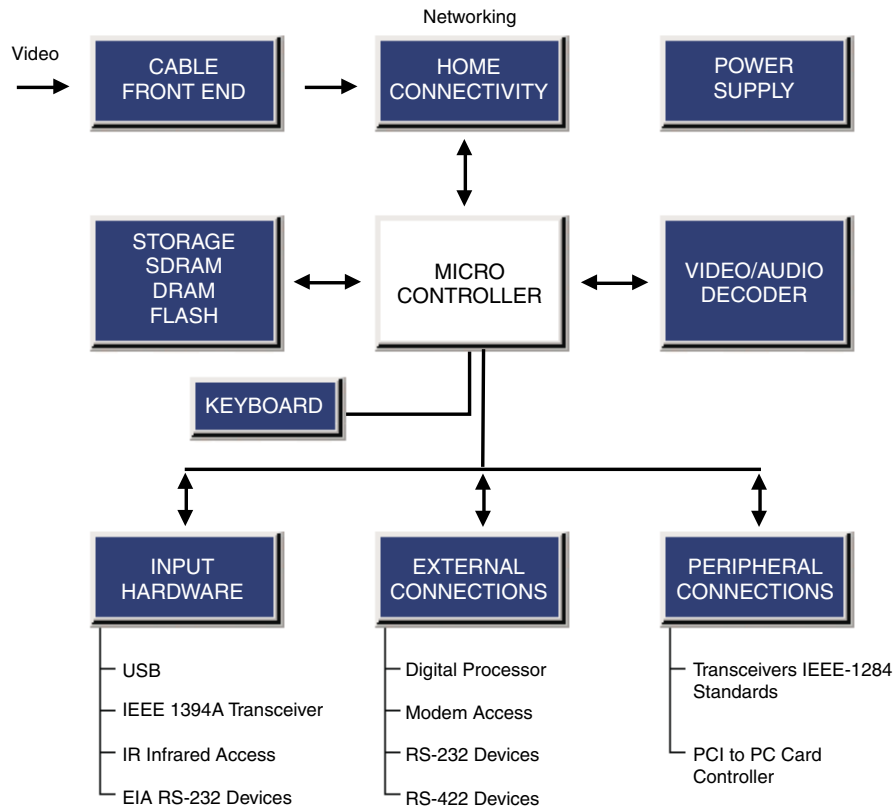 Networking
Video
CABLE
FRONT END
HOME
CONNECTIVITY
POWER
SUPPLY
STORAGE
SDRAM
DRAM
FLASH
MICRO
CONTROLLER
VIDEO/AUDIO
DECODER
KEYBOARD
INPUT
HARDWARE
USB
IEEE 1394A Transceiver
IR Infrared Access
EIA RS-232 Devices
EXTERNAL
CONNECTIONS
Digital Processor
Modem Access
RS-232 Devices
RS-422 Devices
PERIPHERAL
CONNECTIONS
Transceivers IEEE-1284
Standards
PCI to PC Card
Controller